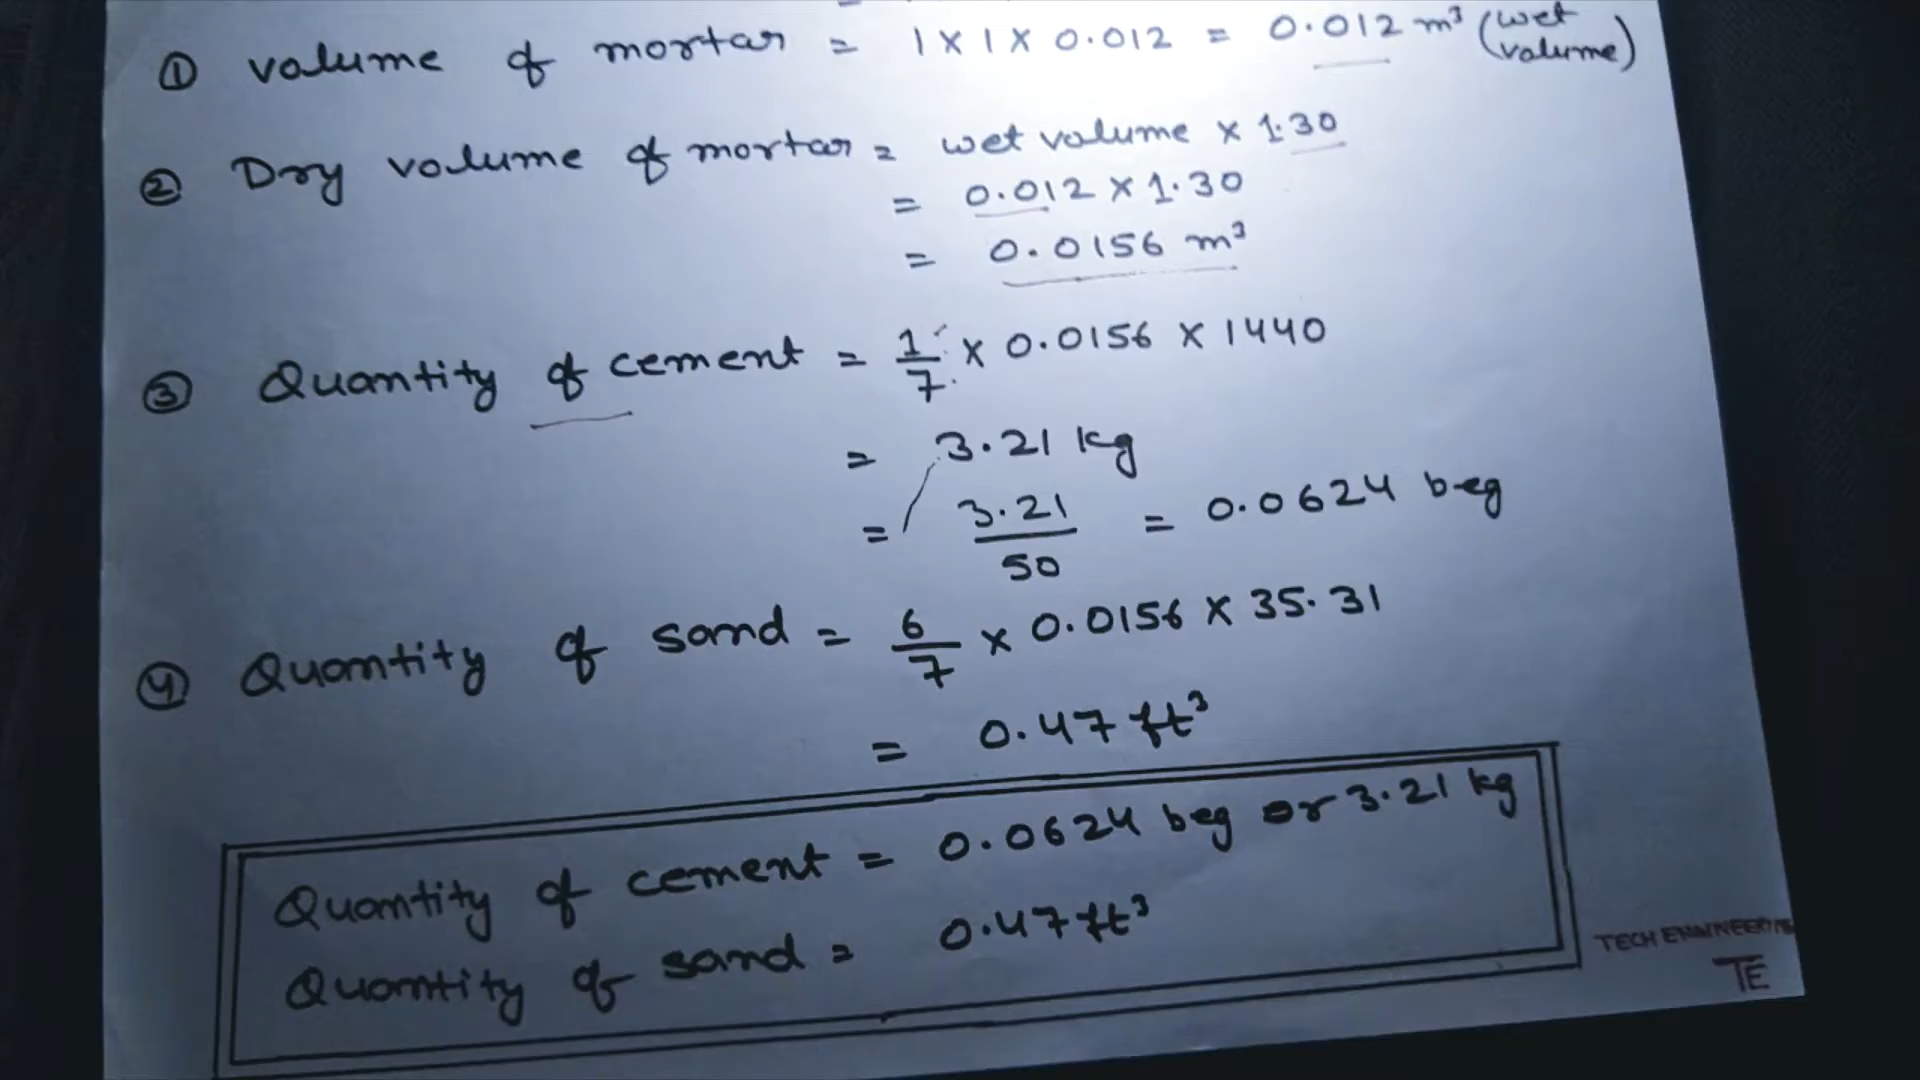 ① volume of mortar = 1 X 1 X 0.012 = 0.012 m³ (wet volume)
② Dry volume of mortar = wet volume x 1.30
= 0.012 X 1.30
= 0.0156 m³
③ Quantity of cement = 1/7 X 0.0156 X 1440
= 3.21 kg
= 3.21/50 = 0.0624 beg
④ Quantity of sand = 6/7 x 0.0156 X 35.31
= 0.47 ft³
Quantity of cement = 0.0624 beg or 3.21 kg
Quantity of sand = 0.47 ft³
TECH
TE